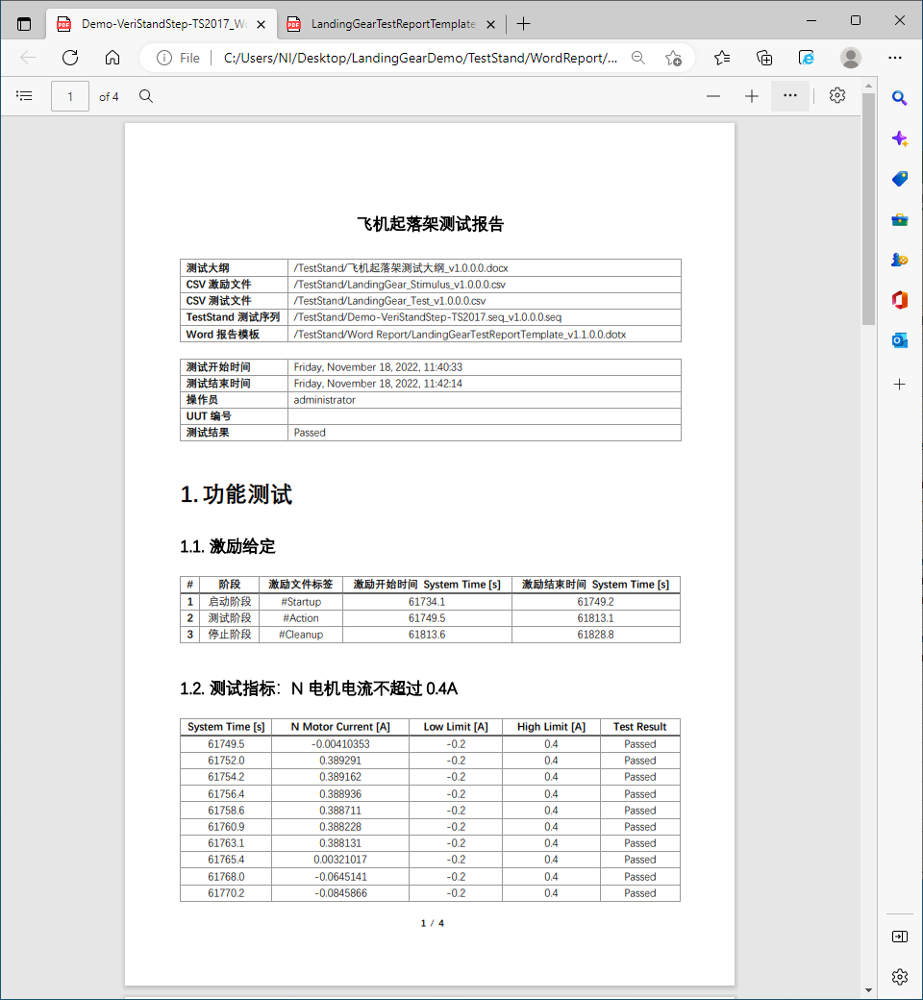 Demo-VeriStandStep-TS2017_Wo
LandingGearTestReportTemplate_
File
C:/Users/NI/Desktop/LandingGearDemo/TestStand/WordReport/...
1 of 4
飞机起落架测试报告
测试大纲 /TestStand/飞机起落架测试大纲_v1.0.0.0.docx
CSV 激励文件 /TestStand/LandingGear_Stimulus_v1.0.0.0.csv
CSV 测试文件 /TestStand/LandingGear_Test_v1.0.0.0.csv
TestStand 测试序列 /TestStand/Demo-VeriStandStep-TS2017.seq_v1.0.0.0.seq
Word 报告模板 /TestStand/Word Report/LandingGearTestReportTemplate_v1.1.0.0.dotx
测试开始时间 Friday, November 18, 2022, 11:40:33
测试结束时间 Friday, November 18, 2022, 11:42:14
操作员 administrator
UUT 编号
测试结果 Passed
1. 功能测试
1.1. 激励给定
# 阶段 激励文件标签 激励开始时间 System Time [s] 激励结束时间 System Time [s]
1 启动阶段 #Startup 61734.1 61749.2
2 测试阶段 #Action 61749.5 61813.1
3 停止阶段 #Cleanup 61813.6 61828.8
1.2. 测试指标：N 电机电流不超过 0.4A
System Time [s] N Motor Current [A] Low Limit [A] High Limit [A] Test Result
61749.5 -0.00410353 -0.2 0.4 Passed
61752.0 0.389291 -0.2 0.4 Passed
61754.2 0.389162 -0.2 0.4 Passed
61756.4 0.388936 -0.2 0.4 Passed
61758.6 0.388711 -0.2 0.4 Passed
61760.9 0.388228 -0.2 0.4 Passed
61763.1 0.388131 -0.2 0.4 Passed
61765.4 0.00321017 -0.2 0.4 Passed
61768.0 -0.0645141 -0.2 0.4 Passed
61770.2 -0.0845866 -0.2 0.4 Passed
1 / 4